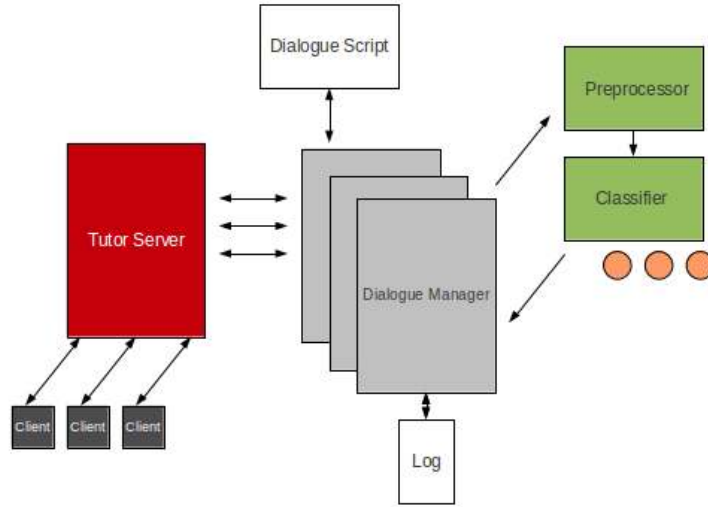 Dialogue Script
Preprocessor
Classifier
Tutor Server
Dialogue Manager
Client
Client
Client
Log